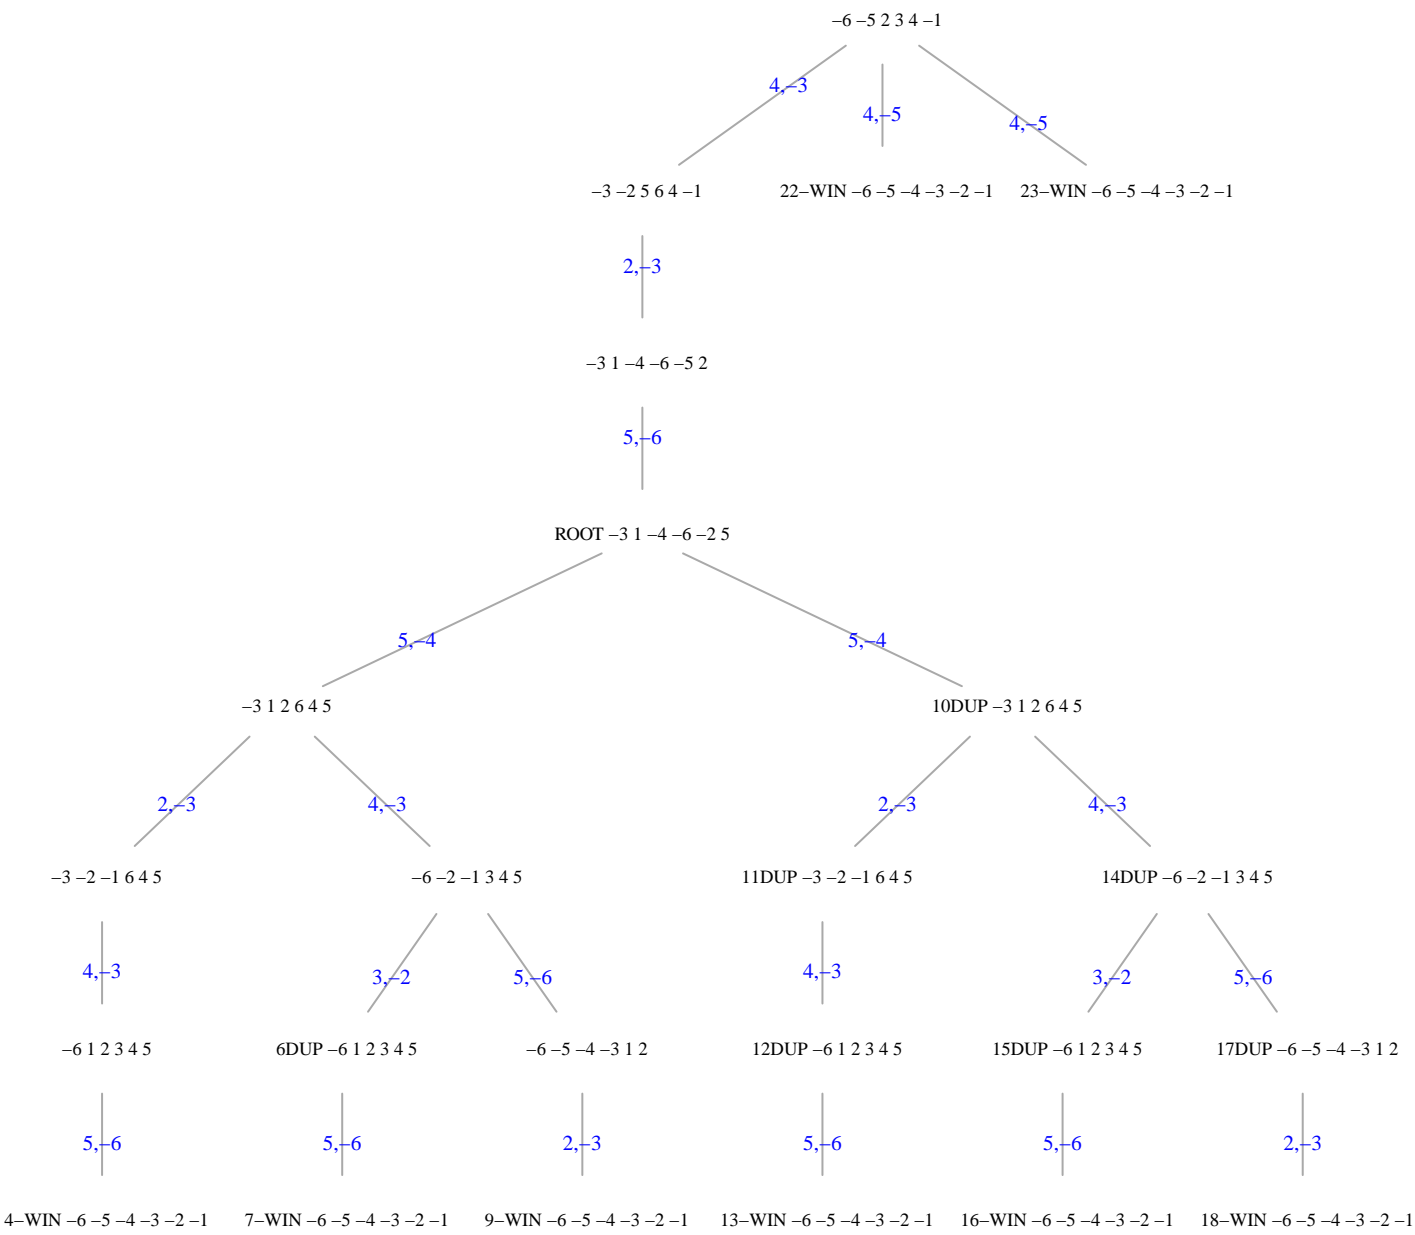 –6 –5 2 3 4 –1
4,–3
4,–5
4,–5
–3 –2 5 6 4 –1
22–WIN –6 –5 –4 –3 –2 –1
23–WIN –6 –5 –4 –3 –2 –1
2,–3
–3 1 –4 –6 –5 2
5,–6
ROOT –3 1 –4 –6 –2 5
5,–4
5,–4
–3 1 2 6 4 5
10DUP –3 1 2 6 4 5
2,–3
4,–3
2,–3
4,–3
–3 –2 –1 6 4 5
–6 –2 –1 3 4 5
11DUP –3 –2 –1 6 4 5
14DUP –6 –2 –1 3 4 5
4,–3
3,–2
5,–6
4,–3
3,–2
5,–6
–6 1 2 3 4 5
6DUP –6 1 2 3 4 5
–6 –5 –4 –3 1 2
12DUP –6 1 2 3 4 5
15DUP –6 1 2 3 4 5
17DUP –6 –5 –4 –3 1 2
5,–6
5,–6
2,–3
5,–6
5,–6
2,–3
4–WIN –6 –5 –4 –3 –2 –1
7–WIN –6 –5 –4 –3 –2 –1
9–WIN –6 –5 –4 –3 –2 –1
13–WIN –6 –5 –4 –3 –2 –1
16–WIN –6 –5 –4 –3 –2 –1
18–WIN –6 –5 –4 –3 –2 –1